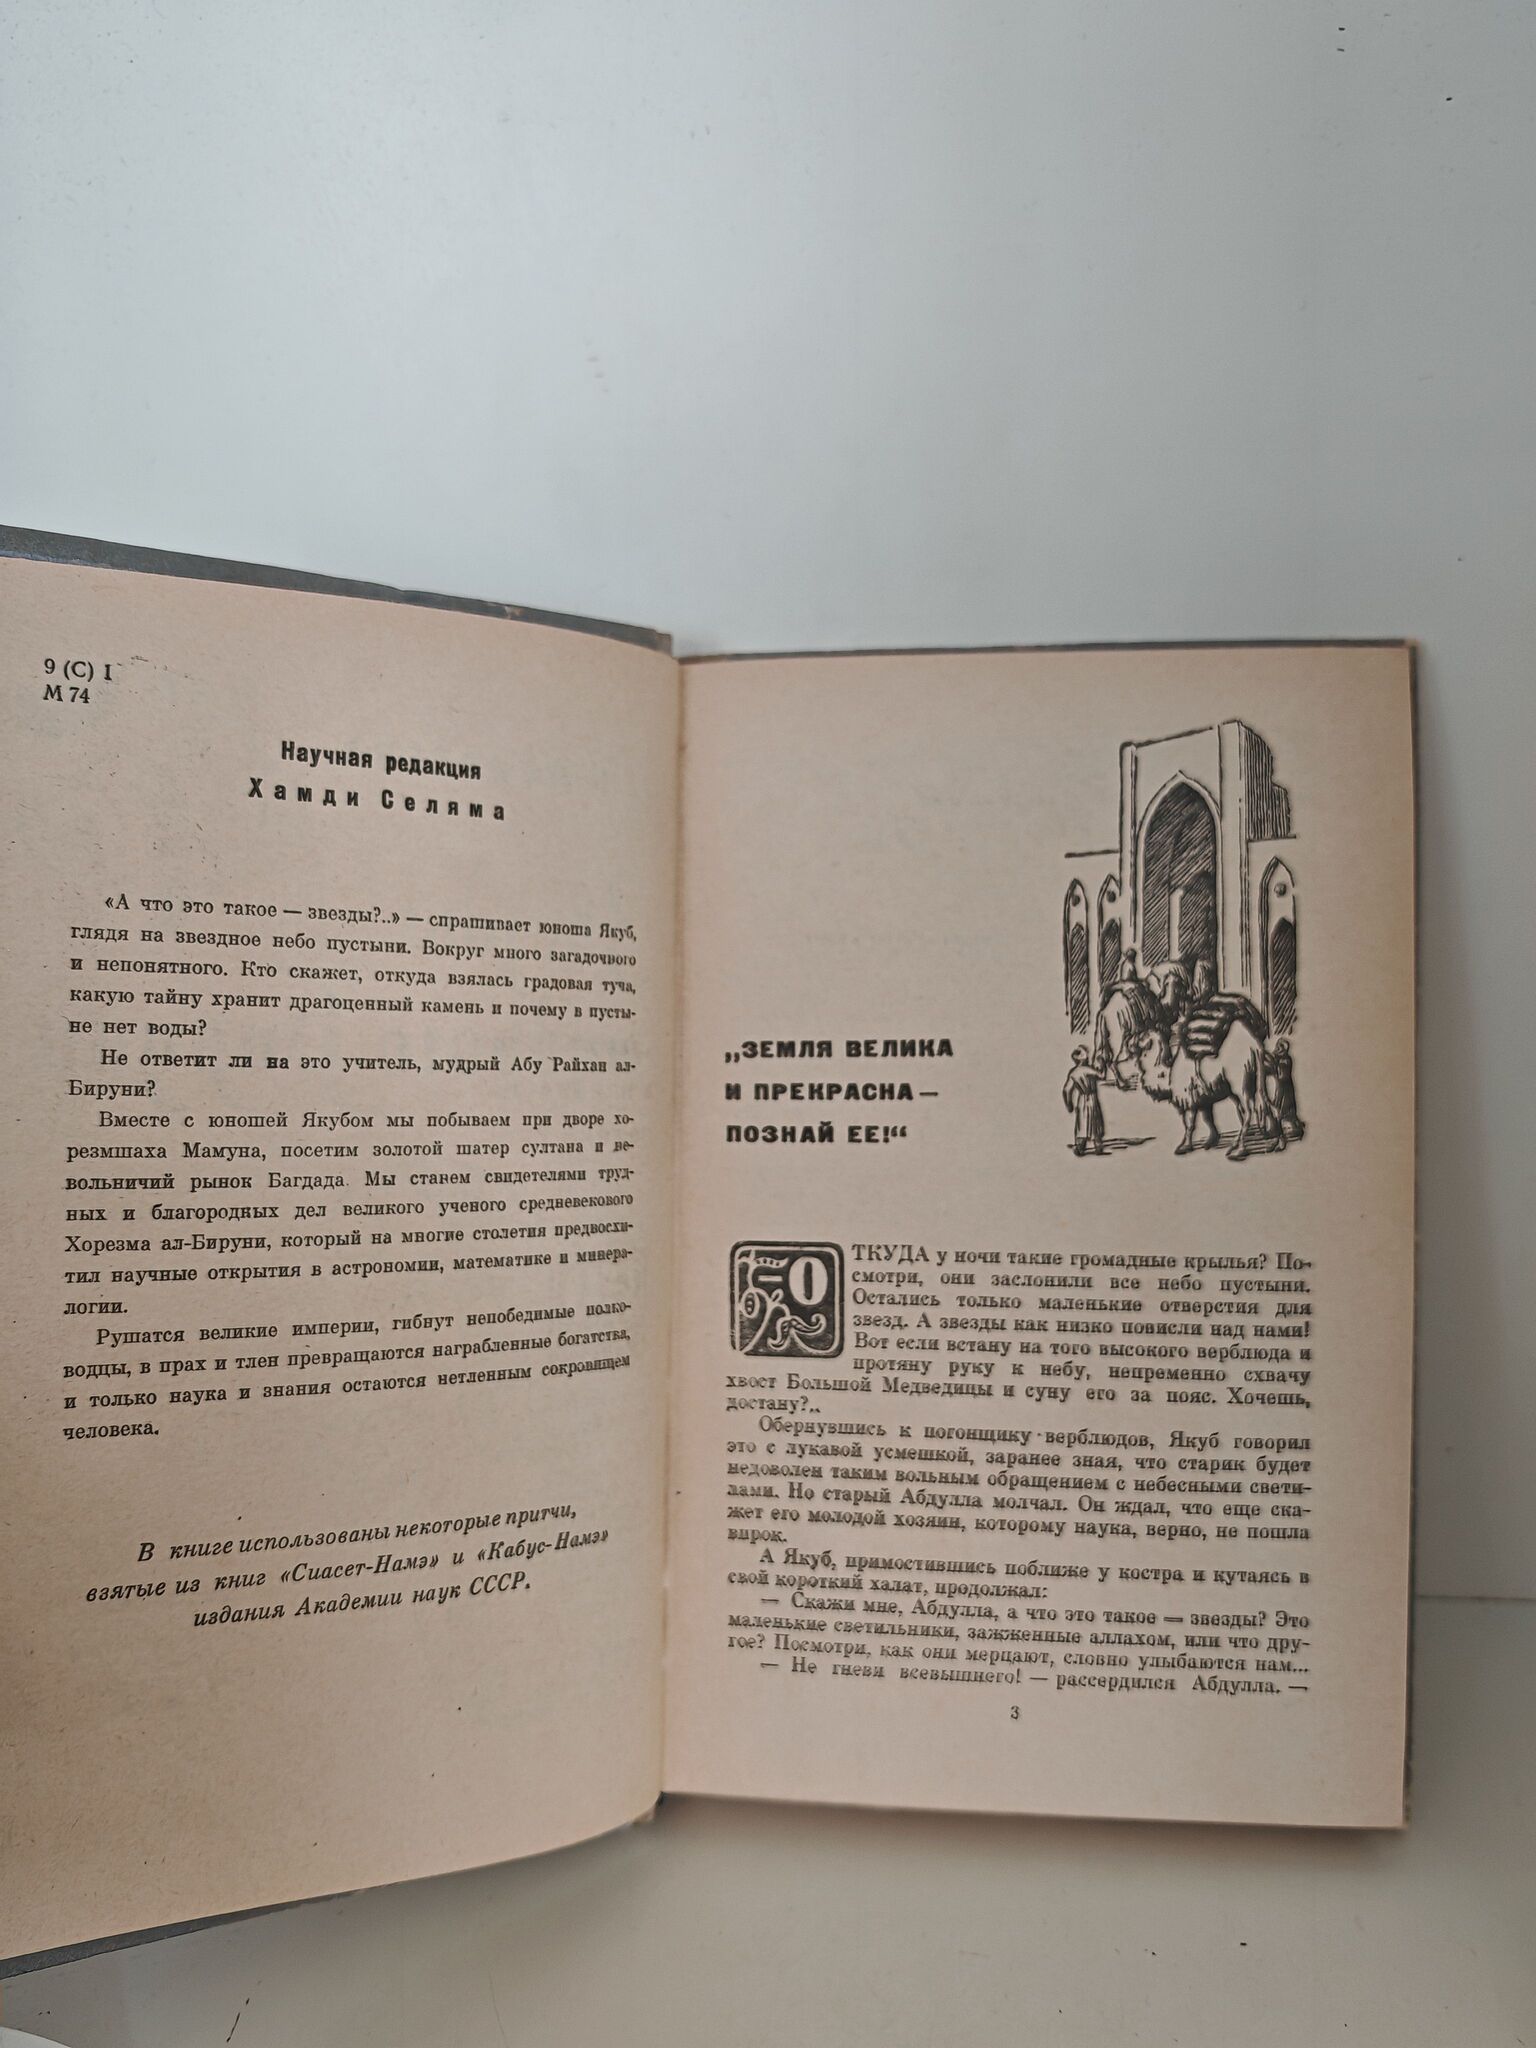 9 (С) I
М 74
Научная редакция
Хамди Селяма
«А что это такое — звезды?..» — спрашивает юноша Якуб,
глядя на звездное небо пустыни. Вокруг много загадочного
и непонятного. Кто скажет, откуда взялась градовая туча,
какую тайну хранит драгоценный камень и почему в пусты-
не нет воды?
Не ответит ли на это учитель, мудрый Абу Райхан ал-
Бируни?
Вместе с юношей Якубом мы побываем при дворе хо-
резмшаха Мамуна, посетим золотой шатер султана и не-
вольничий рынок Багдада. Мы станем свидетелями труд-
ных и благородных дел великого ученого средневекового
Хорезма ал-Бируни, который на многие столетия предвосхи-
тил научные открытия в астрономии, математике и минера-
логии.
Рушатся великие империи, гибнут непобедимые полко-
водцы, в прах и тлен превращаются награбленные богатства,
и только наука и знания остаются нетленным сокровищем
человека.
В книге использованы некоторые притчи,
взятые из книг «Сиасет-Намэ» и «Кабус-Намэ»
издания Академии наук СССР.
„ЗЕМЛЯ ВЕЛИКА
И ПРЕКРАСНА —
ПОЗНАЙ ЕЕ!“
ОТКУДА у ночи такие громадные крылья? По-
смотри, они заслонили все небо пустыни.
Остались только маленькие отверстия для
звезд. А звезды как низко повисли над нами!
Вот если встану на того высокого верблюда и
протяну руку к небу, непременно схвачу
хвост Большой Медведицы и суну его за пояс. Хочешь,
достану?..
Обернувшись к погонщику верблюдов, Якуб говорил
это с лукавой усмешкой, заранее зная, что старик будет
недоволен таким вольным обращением с небесными свети-
лами. Но старый Абдулла молчал. Он ждал, что еще ска-
жет его молодой хозяин, которому наука, верно, не пошла
впрок.
А Якуб, примостившись поближе у костра и кутаясь в
свой короткий халат, продолжал:
— Скажи мне, Абдулла, а что это такое — звезды? Это
маленькие светильники, зажженные аллахом, или что дру-
гое? Посмотри, как они мерцают, словно улыбаются нам...
— Не гневи всевышнего! — рассердился Абдулла. —
3